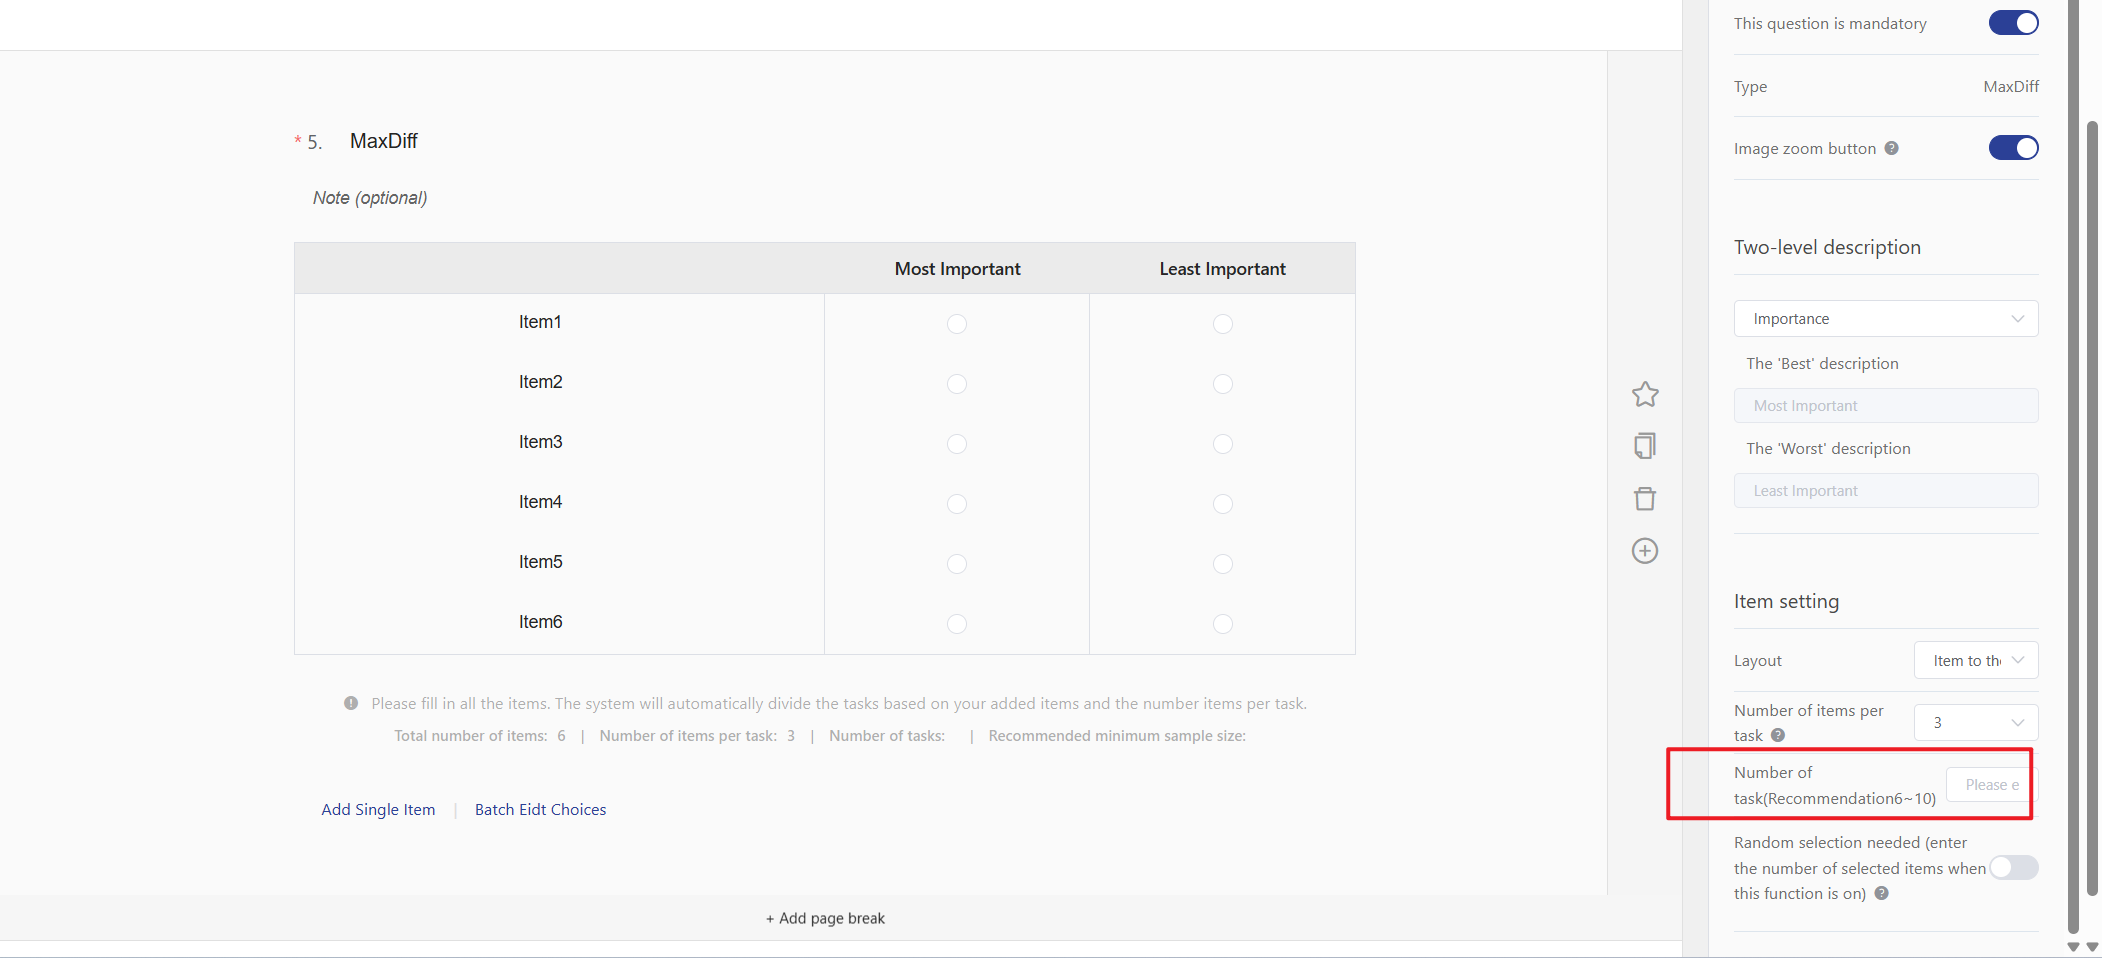 This question is mandatory
Type
MaxDiff
Image zoom button
* 5. MaxDiff
Note (optional)
Most Important
Least Important
Item1
Item2
Item3
Item4
Item5
Item6
Please fill in all the items. The system will automatically divide the tasks based on your added items and the number items per task.
Total number of items: 6 | Number of items per task: 3 | Number of tasks: | Recommended minimum sample size:
Add Single Item | Batch Eidt Choices
+ Add page break
Two-level description
Importance
The 'Best' description
Most Important
The 'Worst' description
Least Important
Item setting
Layout
Item to the
Number of items per
task
3
Number of
task(Recommendation6~10)
Please e
Random selection needed (enter
the number of selected items when
this function is on)